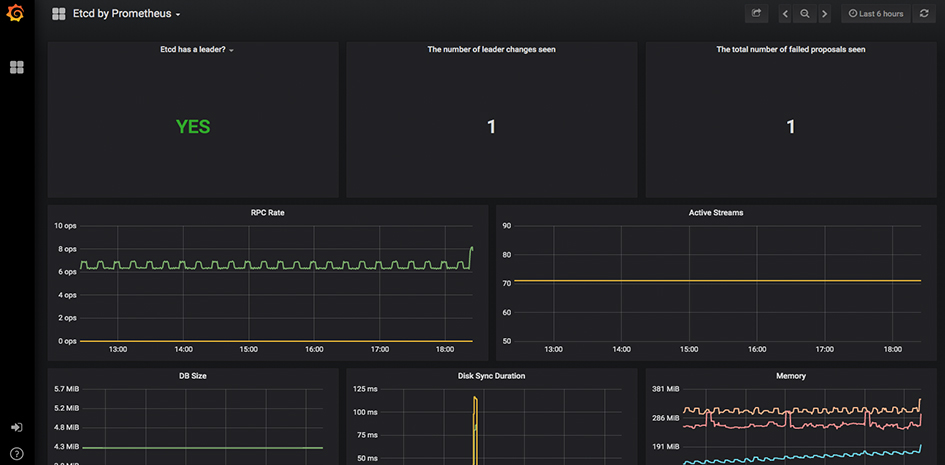 Etcd by Prometheus
Last 6 hours
Etcd has a leader?
The number of leader changes seen
The total number of failed proposals seen
YES
1
1
RPC Rate
10 ops
8 ops
6 ops
4 ops
2 ops
0 ops
13:00 14:00 15:00 16:00 17:00 18:00
Active Streams
90
80
70
60
50
13:00 14:00 15:00 16:00 17:00 18:00
DB Size
5.7 MiB
5.2 MiB
4.8 MiB
4.3 MiB
Disk Sync Duration
125 ms
100 ms
75 ms
50 ms
Memory
381 MiB
286 MiB
191 MiB
?